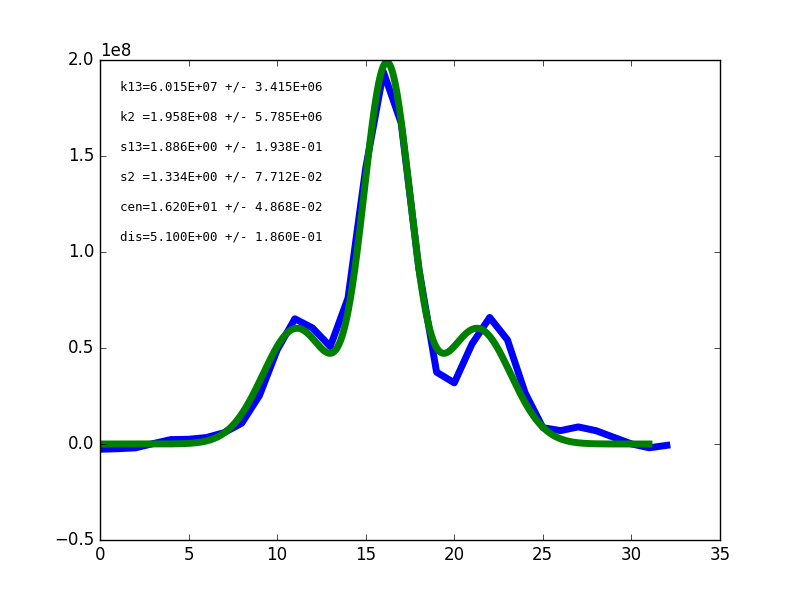 1e8
2.0
1.5
1.0
0.5
0.0
−0.5
k13=6.015E+07 +/- 3.415E+06
k2 =1.958E+08 +/- 5.785E+06
s13=1.886E+00 +/- 1.938E-01
s2 =1.334E+00 +/- 7.712E-02
cen=1.620E+01 +/- 4.868E-02
dis=5.100E+00 +/- 1.860E-01
0 5 10 15 20 25 30 35